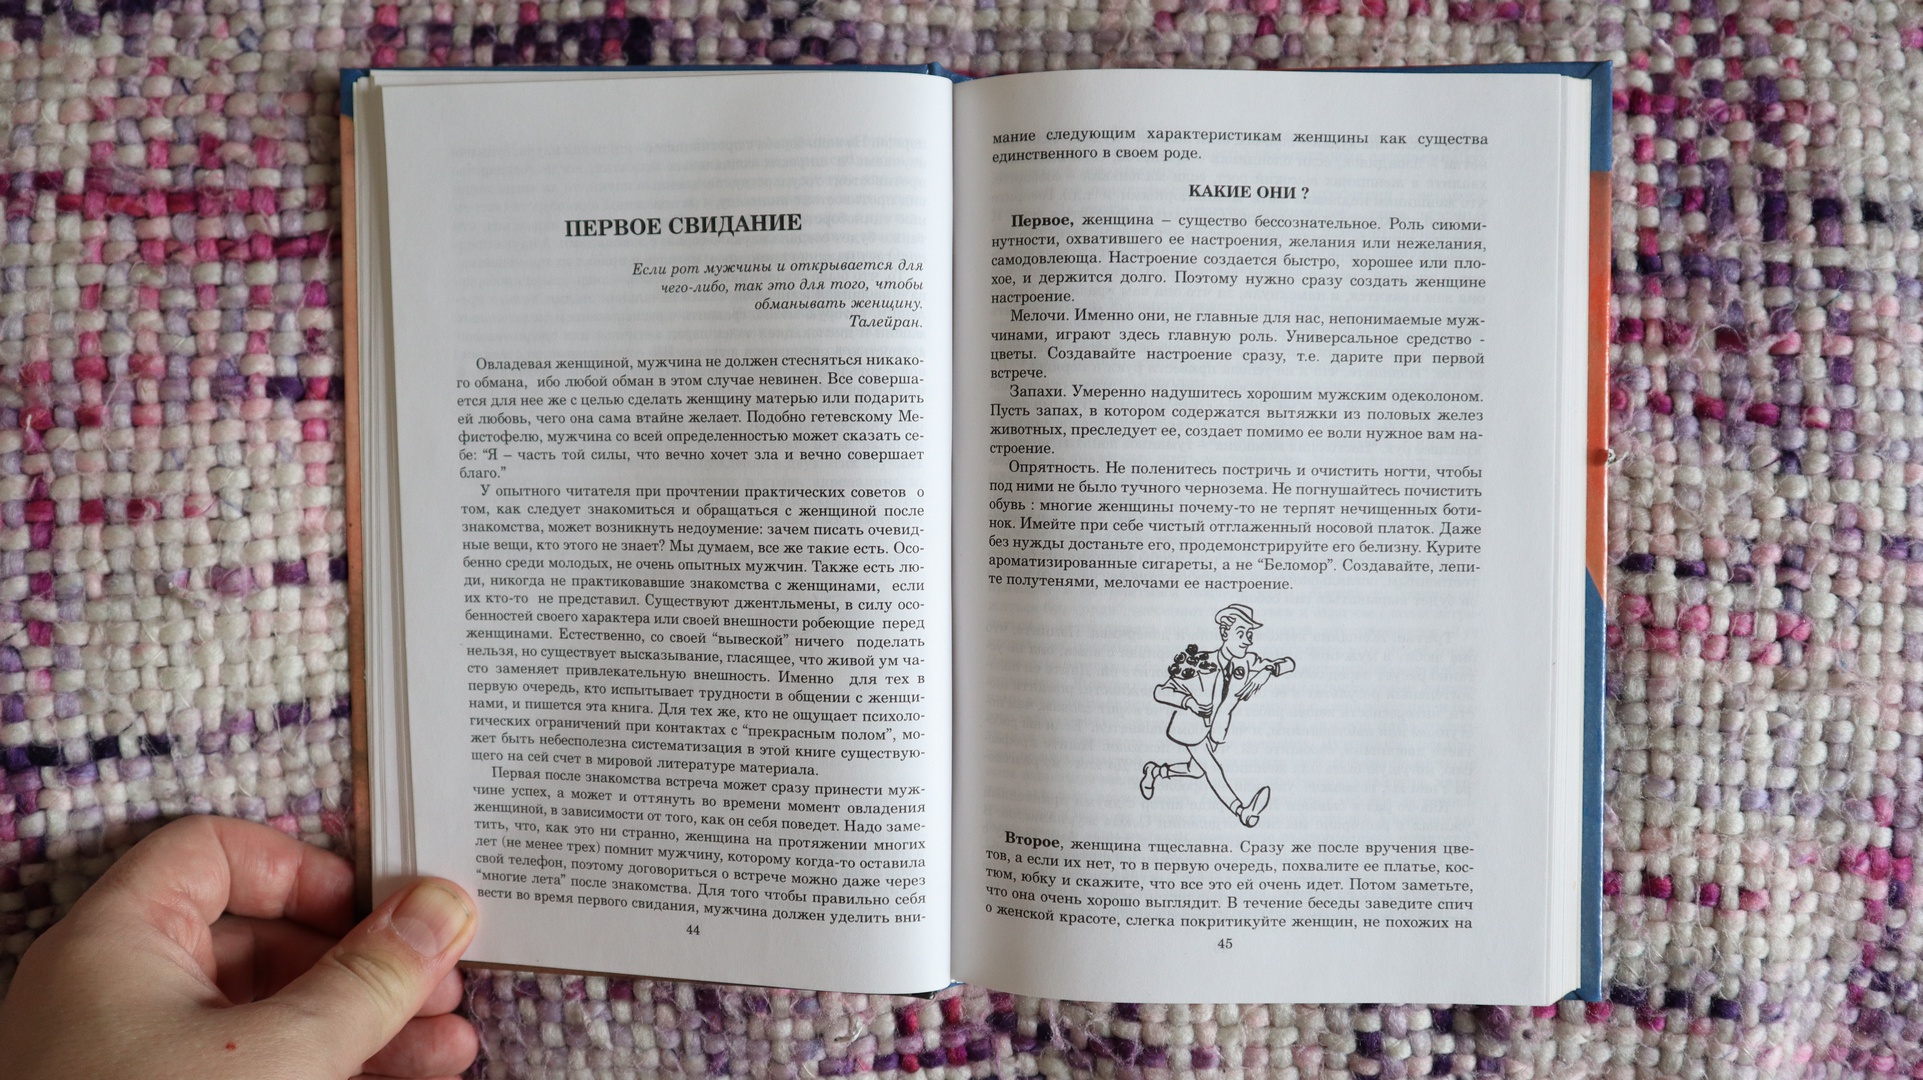 ПЕРВОЕ СВИДАНИЕ
Если рот мужчины и открывается для
чего-либо, так это для того, чтобы
обманывать женщину.
Талейран.
Овладевая женщиной, мужчина не должен стесняться никако-
го обмана, ибо любой обман в этом случае невинен. Все соверша-
ется для нее же с целью сделать женщину матерью или подарить
ей любовь, чего она сама втайне желает. Подобно гетевскому Ме-
фистофелю, мужчина со всей определенностью может сказать се-
бе: “Я – часть той силы, что вечно хочет зла и вечно совершает
благо.”
У опытного читателя при прочтении практических советов о
том, как следует знакомиться и обращаться с женщиной после
знакомства, может возникнуть недоумение: зачем писать очевид-
ные вещи, кто этого не знает? Мы думаем, все же такие есть. Осо-
бенно среди молодых, не очень опытных мужчин. Также есть лю-
ди, никогда не практиковавшие знакомства с женщинами, если
их кто-то не представил. Существуют джентльмены, в силу осо-
бенностей своего характера или своей внешности робеющие перед
женщинами. Естественно, со своей “вывеской” ничего поделать
нельзя, но существует высказывание, гласящее, что живой ум ча-
сто заменяет привлекательную внешность. Именно для тех в
первую очередь, кто испытывает трудности в общении с женщи-
нами, и пишется эта книга. Для тех же, кто не ощущает психоло-
гических ограничений при контактах с “прекрасным полом”, мо-
жет быть небесполезна систематизация в этой книге существую-
щего на сей счет в мировой литературе материала.
Первая после знакомства встреча может сразу принести муж-
чине успех, а может и оттянуть во времени момент овладения
женщиной, в зависимости от того, как он себя поведет. Надо заме-
тить, что, как это ни странно, женщина на протяжении многих
лет (не менее трех) помнит мужчину, которому когда-то оставила
свой телефон, поэтому договориться о встрече можно даже через
“многие лета” после знакомства. Для того чтобы правильно себя
вести во время первого свидания, мужчина должен уделить вни-
44
мание следующим характеристикам женщины как существа
единственного в своем роде.
КАКИЕ ОНИ ?
Первое, женщина – существо бессознательное. Роль сиюми-
нутности, охватившего ее настроения, желания или нежелания,
самодовлеюща. Настроение создается быстро, хорошее или пло-
хое, и держится долго. Поэтому нужно сразу создать женщине
настроение.
Мелочи. Именно они, не главные для нас, непонимаемые муж-
чинами, играют здесь главную роль. Универсальное средство -
цветы. Создавайте настроение сразу, т.е. дарите при первой
встрече.
Запахи. Умеренно надушитесь хорошим мужским одеколоном.
Пусть запах, в котором содержатся вытяжки из половых желез
животных, преследует ее, создает помимо ее воли нужное вам на-
строение.
Опрятность. Не поленитесь постричь и очистить ногти, чтобы
под ними не было тучного чернозема. Не погнушайтесь почистить
обувь : многие женщины почему-то не терпят нечищенных боти-
нок. Имейте при себе чистый отглаженный носовой платок. Даже
без нужды достаньте его, продемонстрируйте его белизну. Курите
ароматизированные сигареты, а не “Беломор”. Создавайте, лепи-
те полутенями, мелочами ее настроение.
Второе, женщина тщеславна. Сразу же после вручения цве-
тов, а если их нет, то в первую очередь, похвалите ее платье, кос-
тюм, юбку и скажите, что все это ей очень идет. Потом заметьте,
что она очень хорошо выглядит. В течение беседы заведите спич
о женской красоте, слегка покритикуйте женщин, не похожих на
45